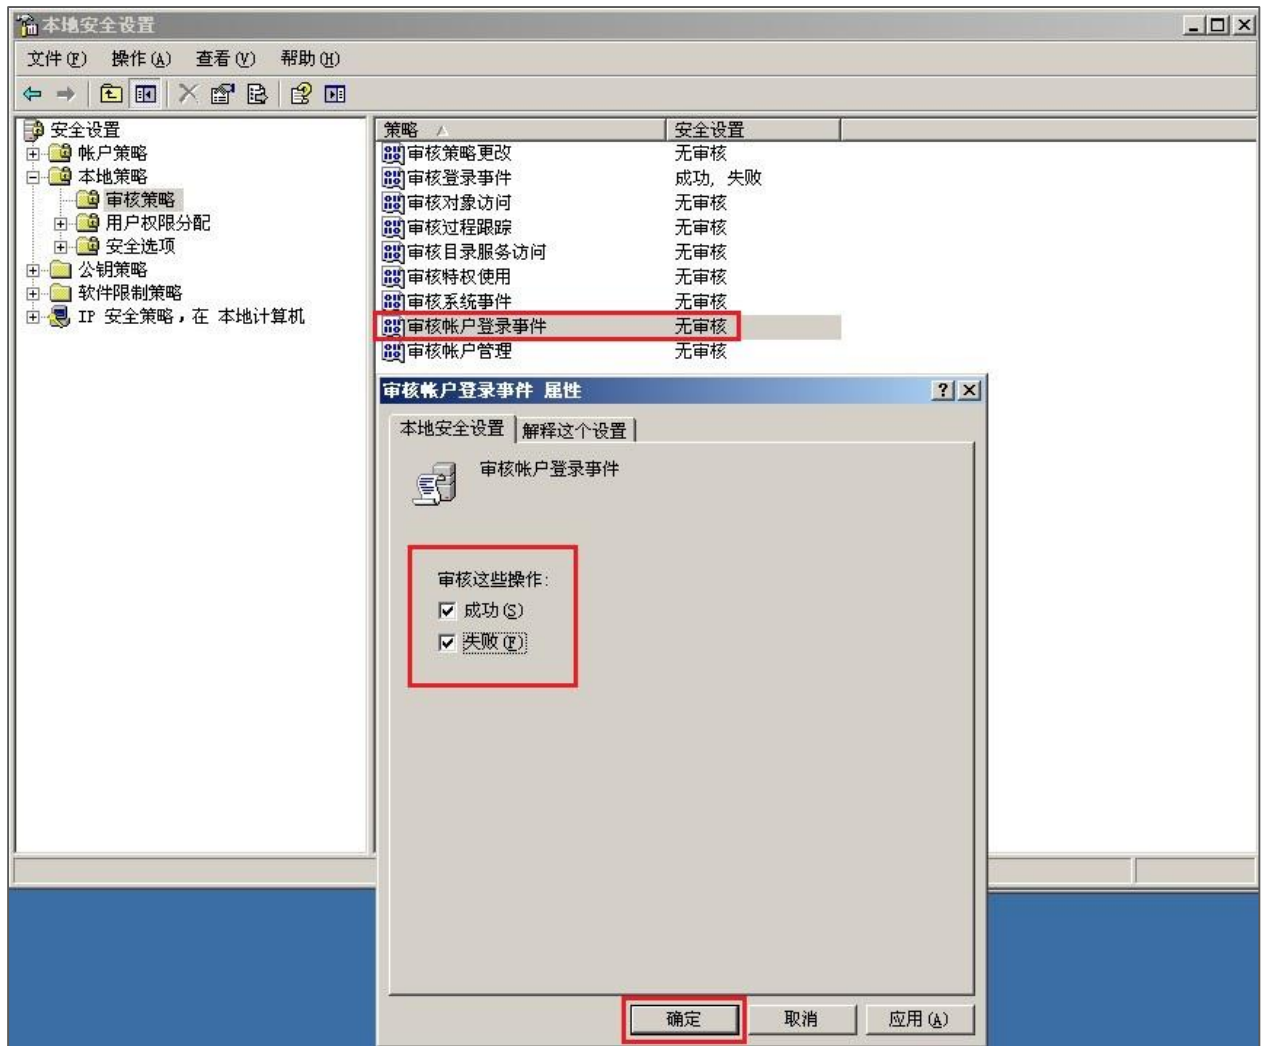 本地安全设置
文件(F) 操作(A) 查看(V) 帮助(H)
安全设置
帐户策略
本地策略
审核策略
用户权限分配
安全选项
公钥策略
软件限制策略
IP 安全策略，在 本地计算机
策略 安全设置
审核策略更改 无审核
审核登录事件 成功, 失败
审核对象访问 无审核
审核过程跟踪 无审核
审核目录服务访问 无审核
审核特权使用 无审核
审核系统事件 无审核
审核帐户登录事件 无审核
审核帐户管理 无审核
审核帐户登录事件 属性
本地安全设置 解释这个设置
审核帐户登录事件
审核这些操作:
成功(S)
失败(F)
确定 取消 应用(A)